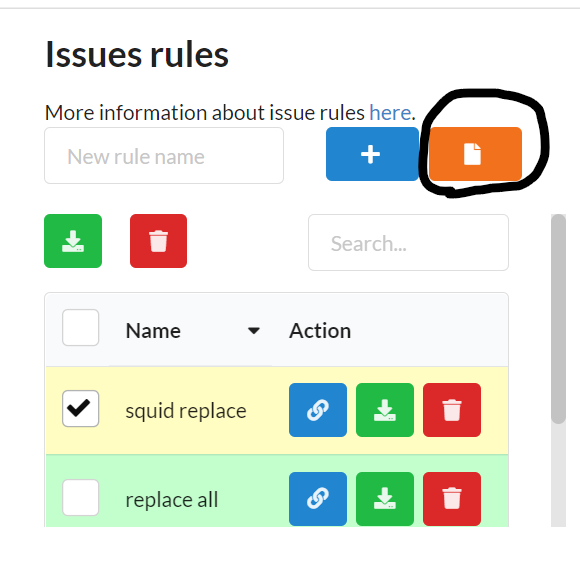 Issues rules
More information about issue rules here.
New rule name
Search...
Name Action
squid replace
replace all